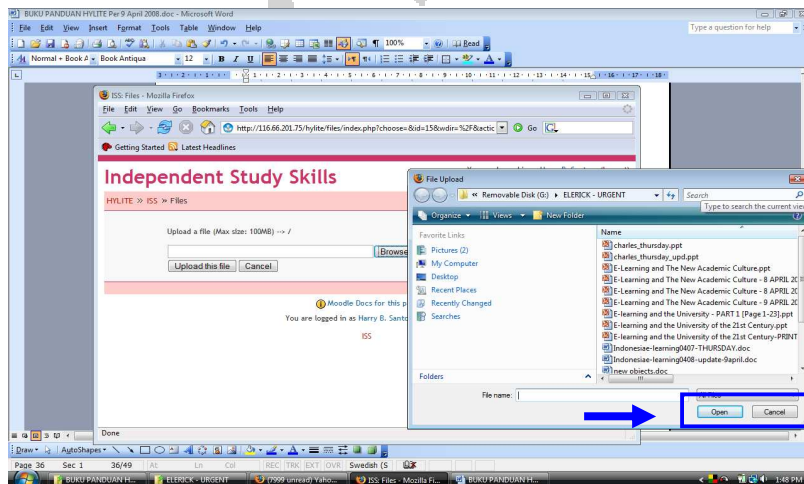 BUKU PANDUAN HYLITE Per 9 April 2008.doc - Microsoft Word
File Edit View Insert Format Tools Table Window Help
Type a question for help
100% Read
Normal + Book A Book Antiqua 12 B I U
ISS: Files - Mozilla Firefox
File Edit View Go Bookmarks Tools Help
http://116.66.201.75/hylite/files/index.php?choose=&id=15&wdir=%2F&actic Go
Getting Started Latest Headlines
Independent Study Skills
HYLITE » ISS » Files
Upload a file (Max size: 100MB) --> /
Browse
Upload this file Cancel
Moodle Docs for this p
You are logged in as Harry B. Santo
ISS
Done
File Upload
« Removable Disk (G:) ELERICK - URGENT Search
Type to search the current vie
Organize Views New Folder
Favorite Links
Pictures (2)
My Computer
Desktop
Recent Places
Recently Changed
Searches
Folders
Name
charles_thursday.ppt
charles_thursday_upd.ppt
E-Learning and The New Academic Culture.ppt
E-Learning and The New Academic Culture - 8 APRIL 20
E-Learning and The New Academic Culture - 8 APRIL 20
E-Learning and The New Academic Culture - 9 APRIL 20
E-learning and the University - PART 1 [Page 1-23].ppt
E-learning and the University of the 21st Century.ppt
E-learning and the University of the 21st Century-PRINT
Indonesiae-learning0407-THURSDAY.doc
Indonesiae-learning0408-update-9april.doc
new objects.doc
File name: All Files
Open Cancel
Draw AutoShapes
Page 36 Sec 1 36/49 At Ln Col REC TRK EXT OVR Swedish (S
BUKU PANDUAN H... ELERICK - URGENT (7999 unread) Yaho... ISS: Files - Mozilla Fi... BUKU PANDUAN H... 1:48 PM